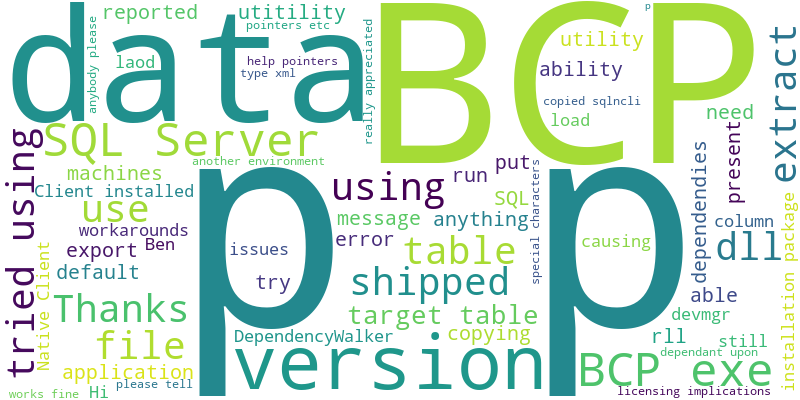 data
BCP
p
p
version
tried using
SQL Server
use
Thanks
file
using
table
shipped
target table
BCP exe
dll
extract
reported
utitility
pointers etc
anybody please
laod
help pointers
type xml
really appreciated
utility
ability
copied sqlncli
load
need
p
machines
another environment
Client installed
workarounds
export
Ben
default
application
Native Client
Hi
please tell
works fine
issues
try
message
error
run
put
anything
SQL
special characters
causing
DependencyWalker
copying
dependendies
present
column
able
devmgr
rll
still
dependant upon
licensing implications
installation package